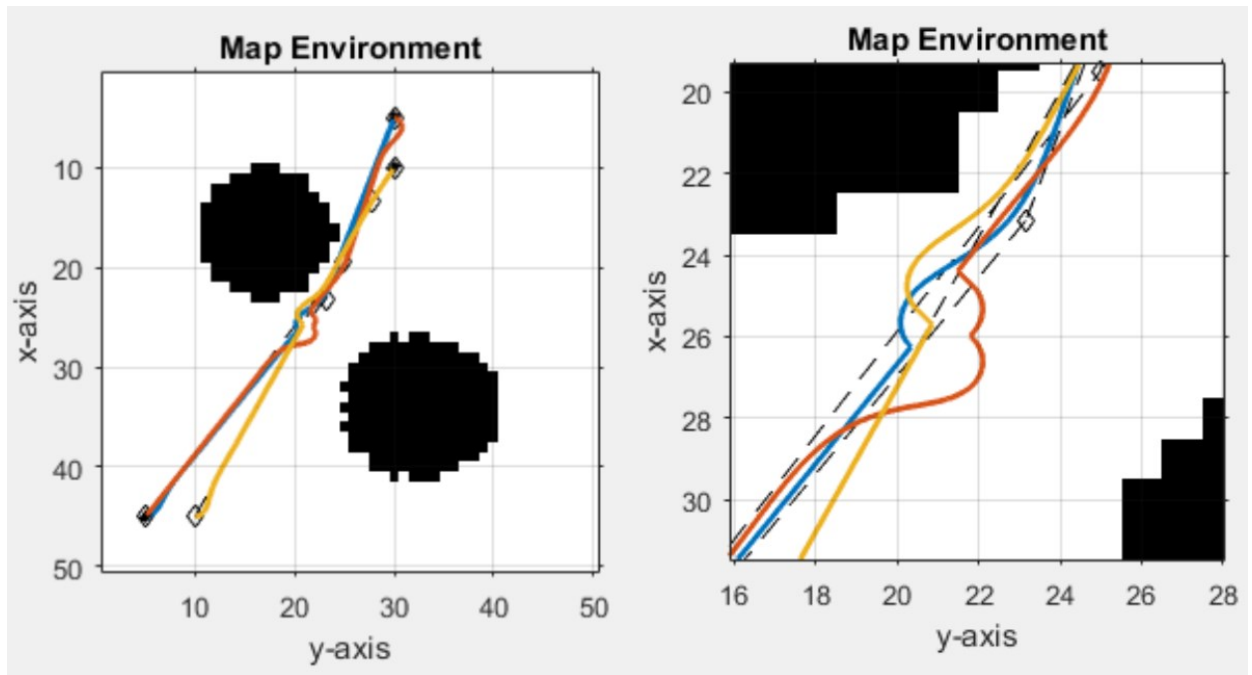 Map Environment
x-axis
10
20
30
40
50
10 20 30 40 50
y-axis
Map Environment
x-axis
20
22
24
26
28
30
16 18 20 22 24 26 28
y-axis